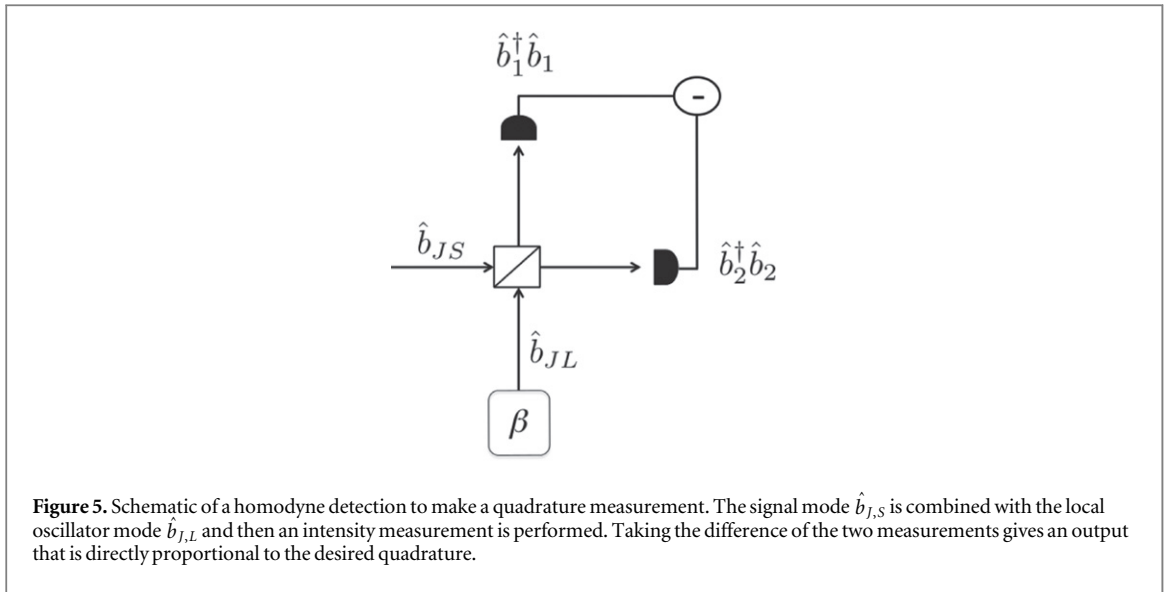 b̂₁†b̂₁
-
b̂_JS
b̂₂†b̂₂
b̂_JL
β
Figure 5. Schematic of a homodyne detection to make a quadrature measurement. The signal mode b̂_J,S is combined with the local
oscillator mode b̂_J,L and then an intensity measurement is performed. Taking the difference of the two measurements gives an output
that is directly proportional to the desired quadrature.